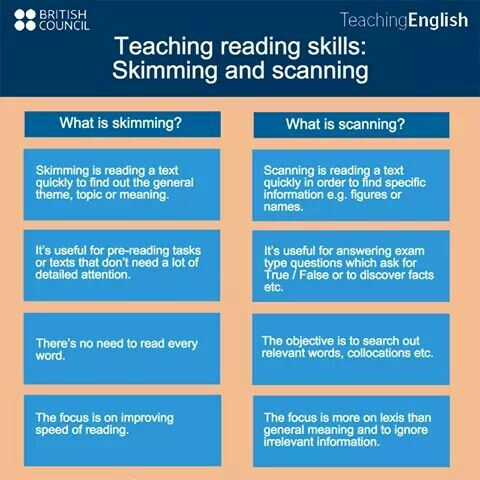 BRITISH
COUNCIL
TeachingEnglish
Teaching reading skills:
Skimming and scanning
What is skimming?
Skimming is reading a text
quickly to find out the general
theme, topic or meaning.
It's useful for pre-reading tasks
or texts that don't need a lot of
detailed attention.
There's no need to read every
word.
The focus is on improving
speed of reading.
What is scanning?
Scanning is reading a text
quickly in order to find specific
information e.g. figures or
names.
It's useful for answering exam
type questions which ask for
True / False or to discover facts
etc.
The objective is to search out
relevant words, collocations etc.
The focus is more on lexis than
general meaning and to ignore
irrelevant information.